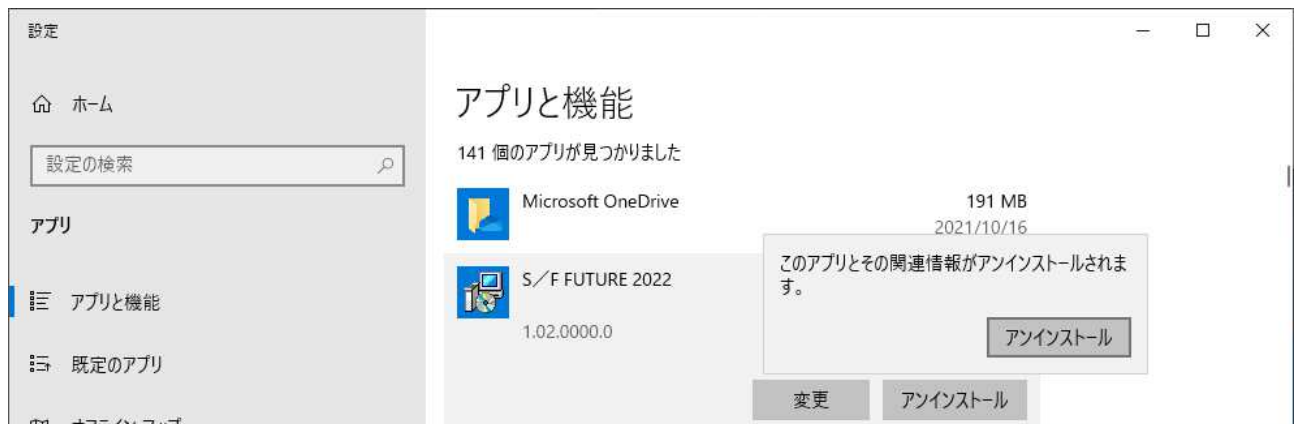 設定
ホーム
設定の検索
アプリ
アプリと機能
既定のアプリ
アプリと機能
141 個のアプリが見つかりました
Microsoft OneDrive
191 MB
2021/10/16
S／F FUTURE 2022
1.02.0000.0
このアプリとその関連情報がアンインストールされま
す。
アンインストール
変更
アンインストール